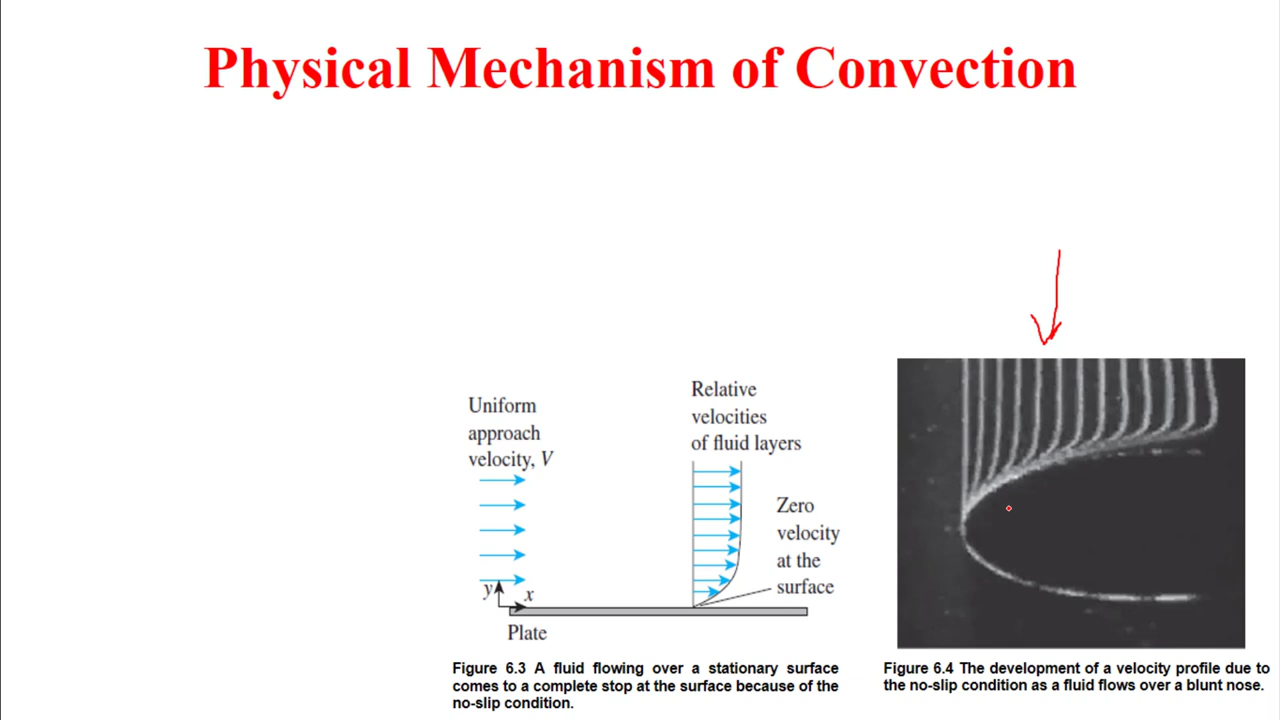 Physical Mechanism of Convection
Uniform
approach
velocity, V
y
x
Plate
Relative
velocities
of fluid layers
Zero
velocity
at the
surface
Figure 6.3 A fluid flowing over a stationary surface
comes to a complete stop at the surface because of the
no-slip condition.
Figure 6.4 The development of a velocity profile due to
the no-slip condition as a fluid flows over a blunt nose.